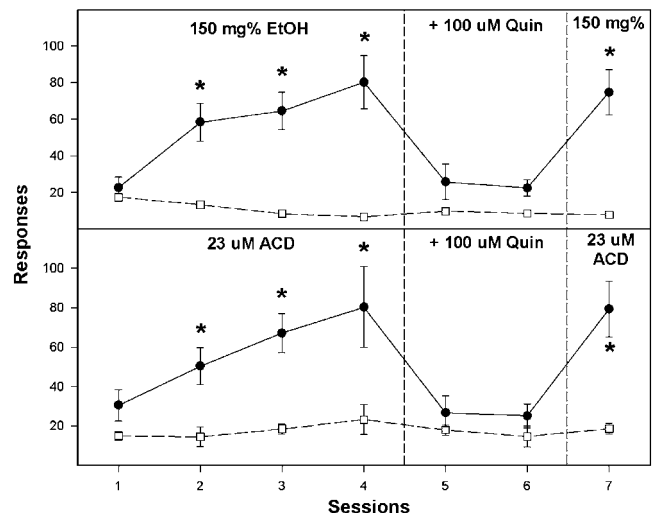 150 mg% EtOH + 100 uM Quin 150 mg%
* * * *
100
80
60
40
20
Responses
23 uM ACD + 100 uM Quin 23 uM
ACD
* * * *
100
80
60
40
20
1 2 3 4 5 6 7
Sessions